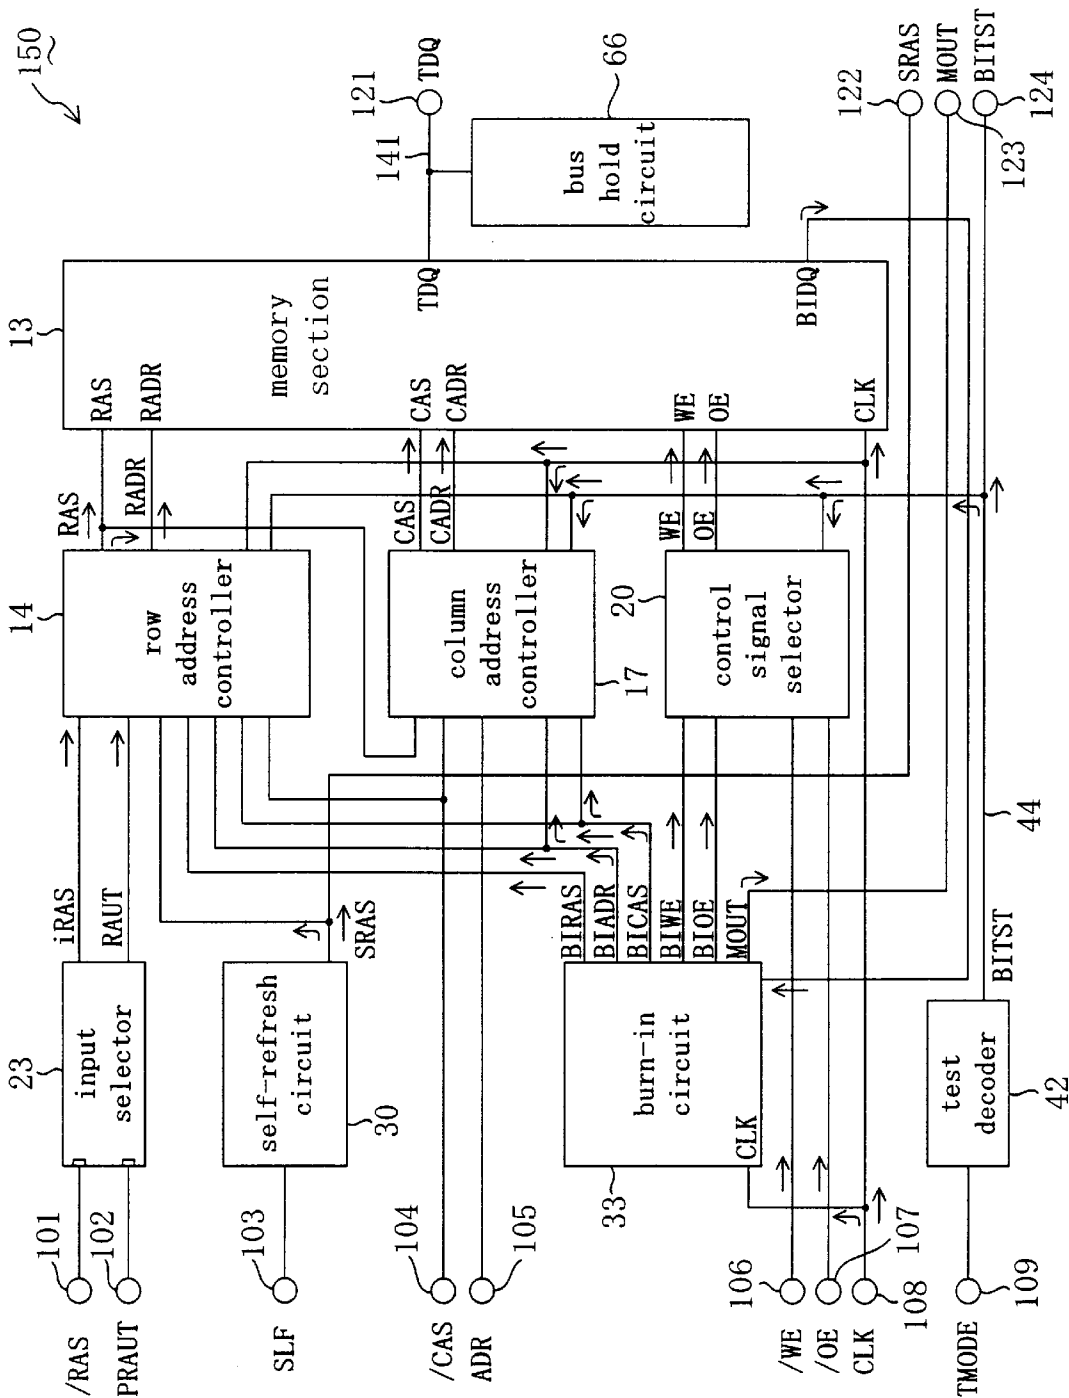 150
/RAS
101
PRAUT
102
23
input
selector
iRAS
RAUT
14
row
address
controller
RAS
RADR
RAS
RADR
13
memory
section
TDQ
141
121
TDQ
66
bus
hold
circuit
SLF
103
self-refresh
circuit
30
SRAS
/CAS
104
ADR
105
column
address
controller
17
CAS
CADR
CAS
CADR
33
burn-in
circuit
CLK
BIRAS
BIADR
BICAS
BIWE
BIOE
MOUT
20
control
signal
selector
WE
OE
WE
OE
BIDQ
CLK
/WE
106
/OE
107
CLK
108
TMODE
109
test
decoder
42
BITST
44
122
SRAS
MOUT
123
BITST
124